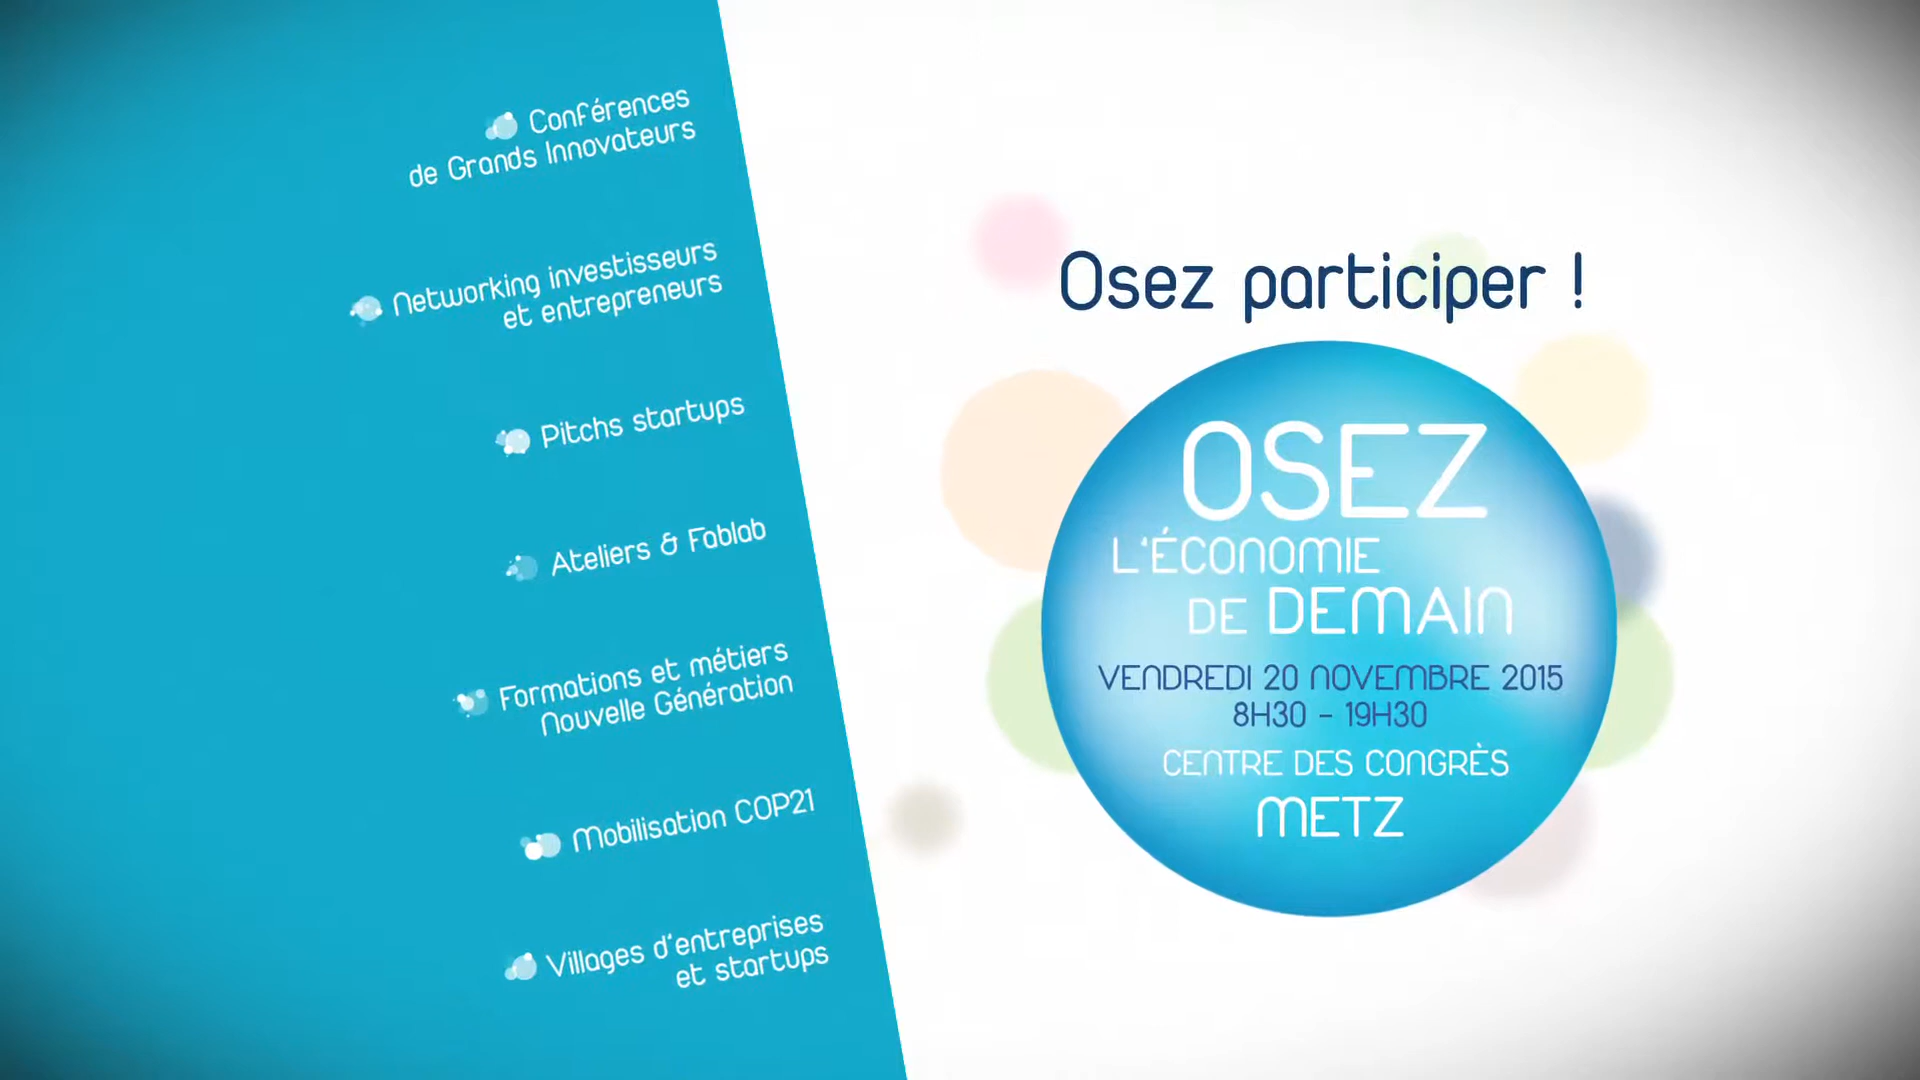 Conférences
de Grands Innovateurs
Networking investisseurs
et entrepreneurs
Pitchs startups
Ateliers & Fablab
Formations et métiers
Nouvelle Génération
Mobilisation COP21
Villages d'entreprises
et startups
Osez participer !
OSEZ
L'ÉCONOMIE
DE DEMAIN
VENDREDI 20 NOVEMBRE 2015
8H30 - 19H30
CENTRE DES CONGRÈS
METZ